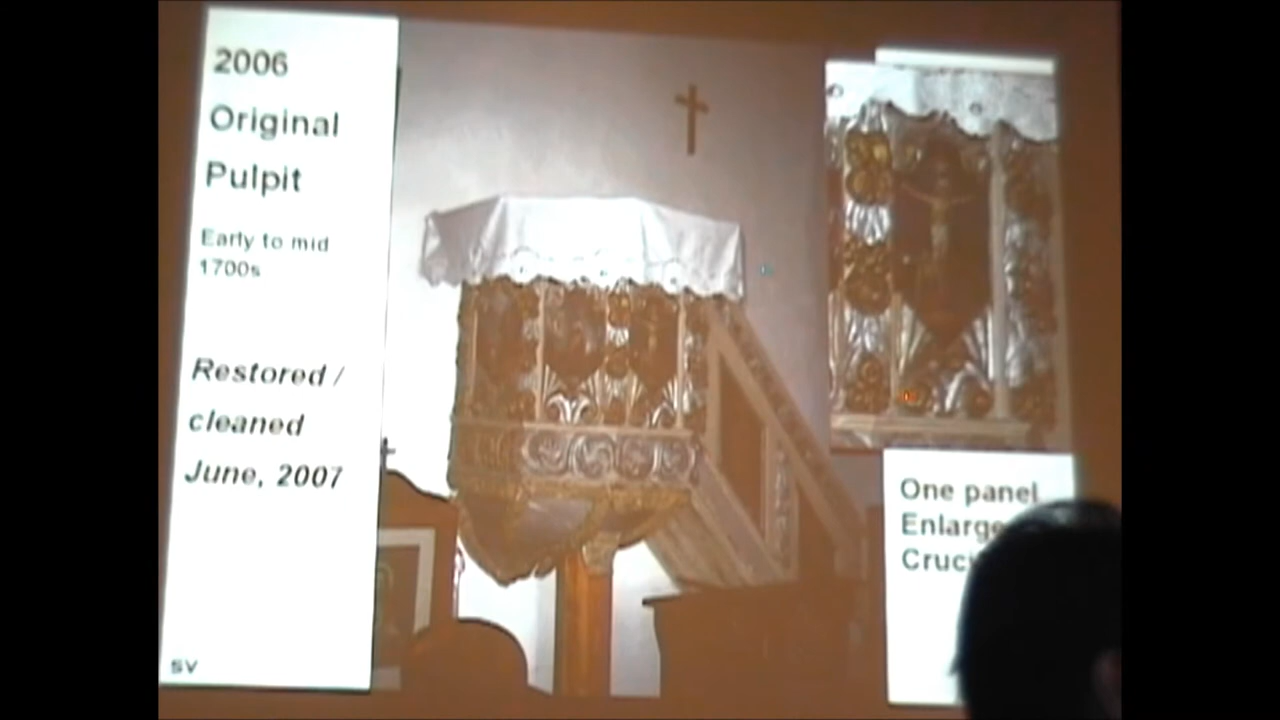 2006
Original
Pulpit
Early to mid
1700s
Restored /
cleaned
June, 2007
SV
One panel